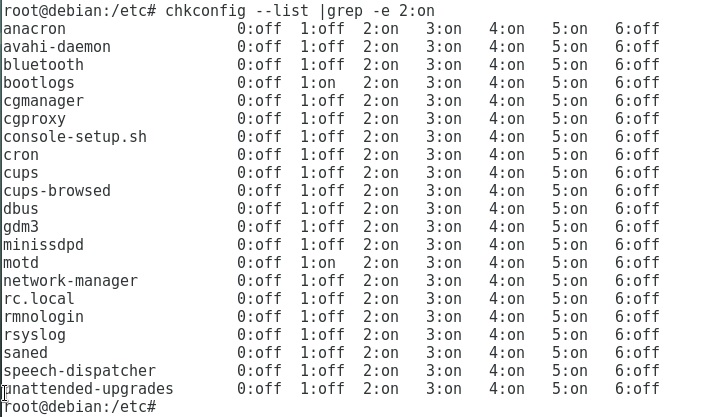 root@debian:/etc# chkconfig --list |grep -e 2:on
anacron 0:off 1:off 2:on 3:on 4:on 5:on 6:off
avahi-daemon 0:off 1:off 2:on 3:on 4:on 5:on 6:off
bluetooth 0:off 1:off 2:on 3:on 4:on 5:on 6:off
bootlogs 0:off 1:on 2:on 3:on 4:on 5:on 6:off
cgmanager 0:off 1:off 2:on 3:on 4:on 5:on 6:off
cgproxy 0:off 1:off 2:on 3:on 4:on 5:on 6:off
console-setup.sh 0:off 1:off 2:on 3:on 4:on 5:on 6:off
cron 0:off 1:off 2:on 3:on 4:on 5:on 6:off
cups 0:off 1:off 2:on 3:on 4:on 5:on 6:off
cups-browsed 0:off 1:off 2:on 3:on 4:on 5:on 6:off
dbus 0:off 1:off 2:on 3:on 4:on 5:on 6:off
gdm3 0:off 1:off 2:on 3:on 4:on 5:on 6:off
minissdpd 0:off 1:off 2:on 3:on 4:on 5:on 6:off
motd 0:off 1:on 2:on 3:on 4:on 5:on 6:off
network-manager 0:off 1:off 2:on 3:on 4:on 5:on 6:off
rc.local 0:off 1:off 2:on 3:on 4:on 5:on 6:off
rmnologin 0:off 1:off 2:on 3:on 4:on 5:on 6:off
rsyslog 0:off 1:off 2:on 3:on 4:on 5:on 6:off
saned 0:off 1:off 2:on 3:on 4:on 5:on 6:off
speech-dispatcher 0:off 1:off 2:on 3:on 4:on 5:on 6:off
unattended-upgrades 0:off 1:off 2:on 3:on 4:on 5:on 6:off
root@debian:/etc#